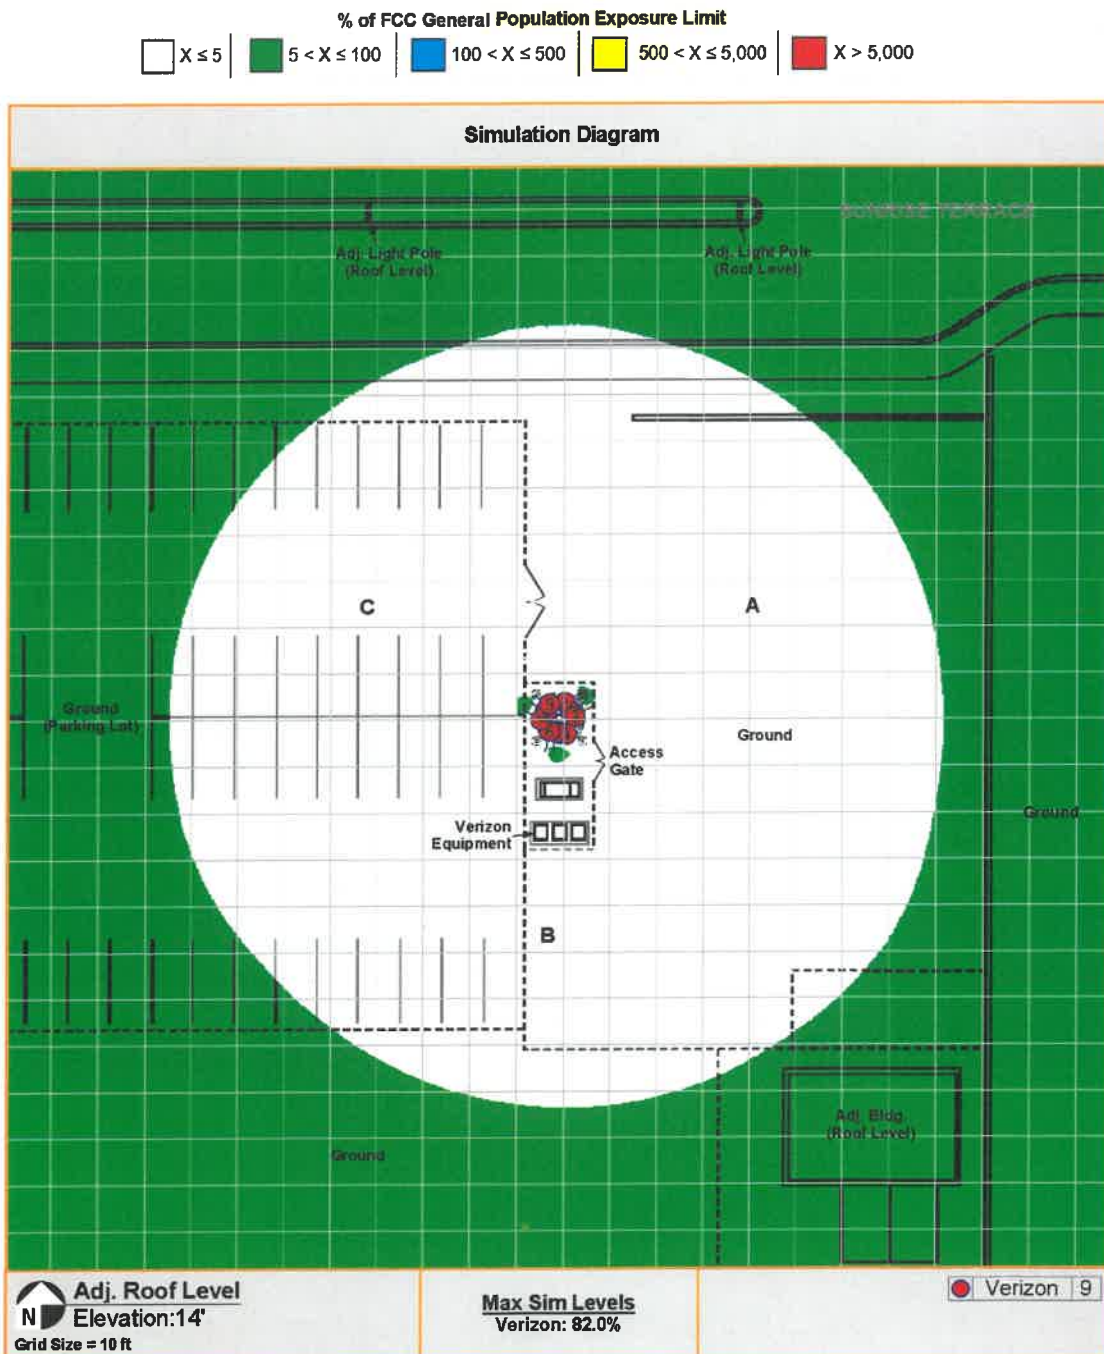 % of FCC General Population Exposure Limit
X ≤ 5
5 < X ≤ 100
100 < X ≤ 500
500 < X ≤ 5,000
X > 5,000
Simulation Diagram
SUNRISE TERRACE
Adj. Light Pole
(Roof Level)
Adj. Light Pole
(Roof Level)
C
A
Ground
(Parking Lot)
Ground
Access
Gate
Ground
Verizon
Equipment
B
Adj. Bldg.
(Roof Level)
Ground
N
Adj. Roof Level
Elevation:14'
Grid Size = 10 ft
Max Sim Levels
Verizon: 82.0%
Verizon 9